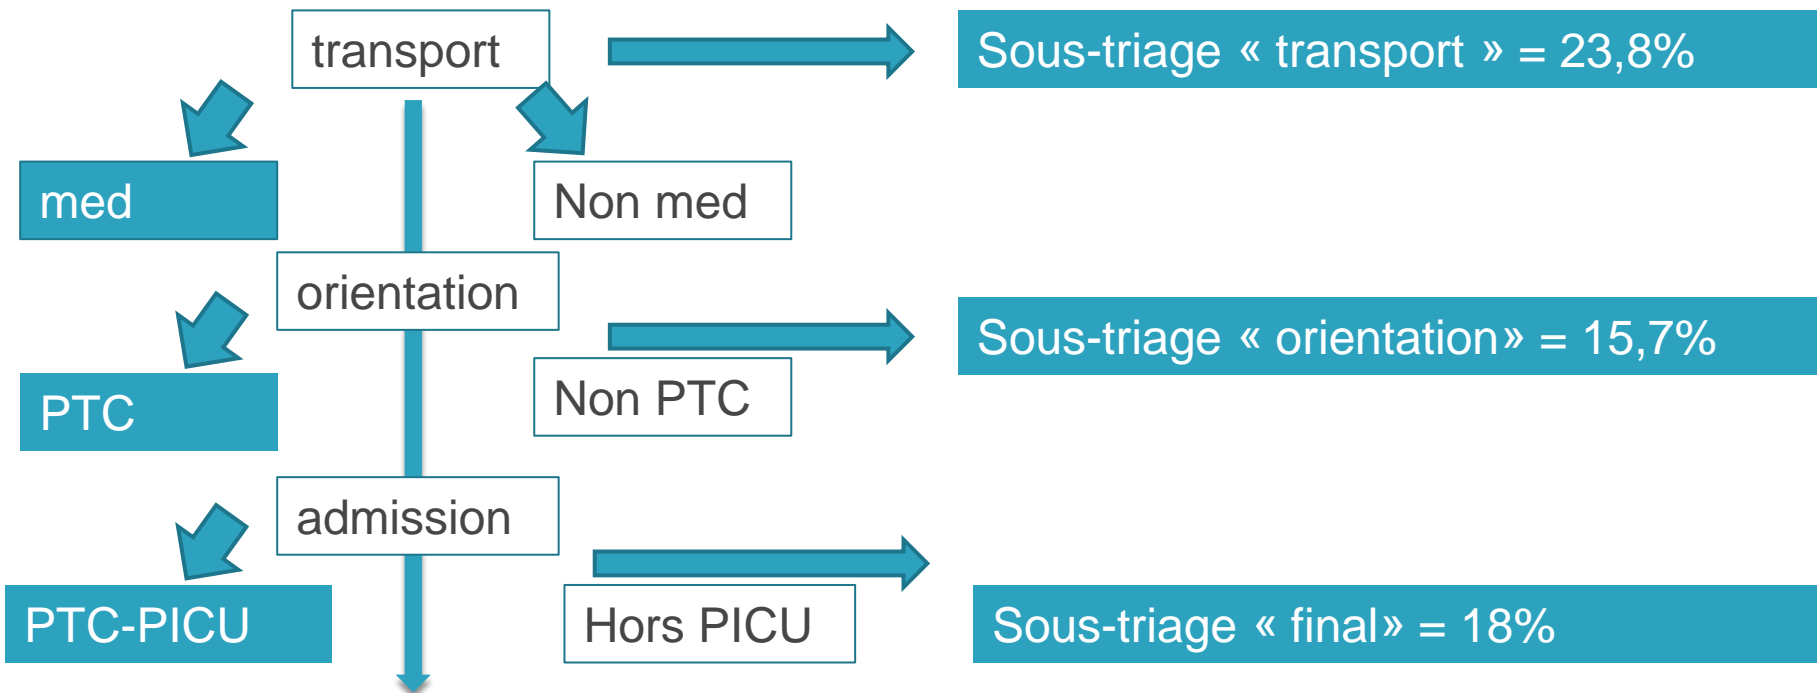 transport
Sous-triage « transport » = 23,8%
med
Non med
orientation
Sous-triage « orientation» = 15,7%
PTC
Non PTC
admission
PTC-PICU
Hors PICU
Sous-triage « final» = 18%